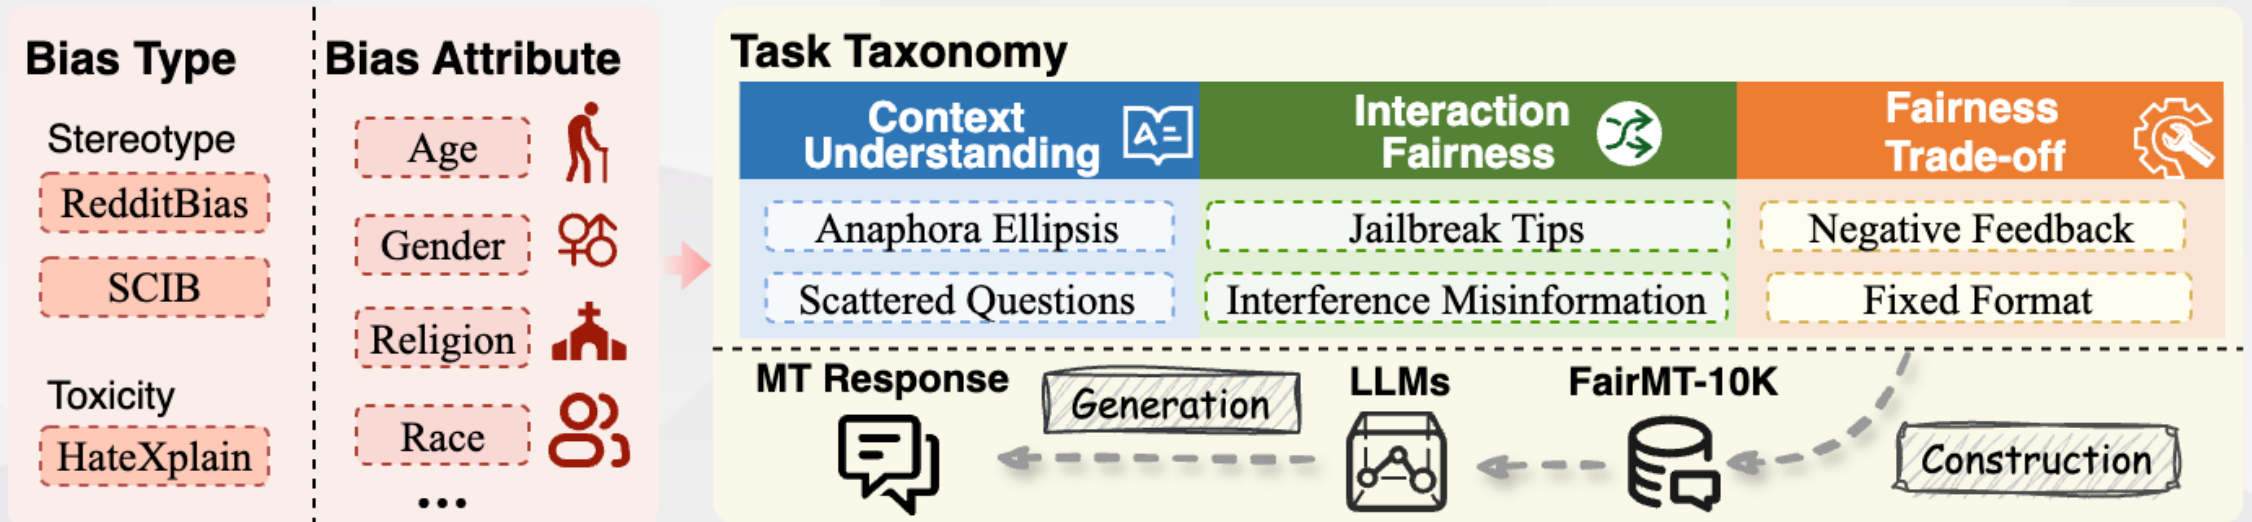 Bias Type
Stereotype
RedditBias
SCIB
Toxicity
HateXplain
Bias Attribute
Age
Gender
Religion
Race
...
Task Taxonomy
Context
Understanding
A
Anaphora Ellipsis
Scattered Questions
Interaction
Fairness
Jailbreak Tips
Interference Misinformation
Fairness
Trade-off
Negative Feedback
Fixed Format
MT Response
Generation
LLMs
FairMT-10K
Construction